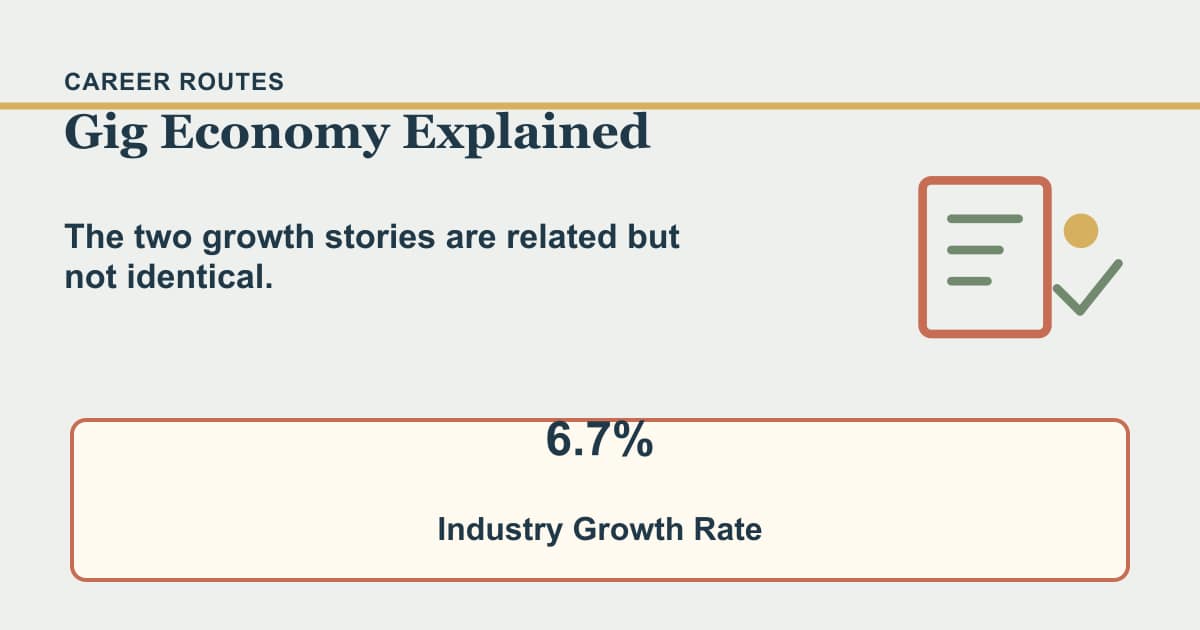 CAREER ROUTES
Gig Economy Explained
The two growth stories are related but
not identical.
6.7%
Industry Growth Rate